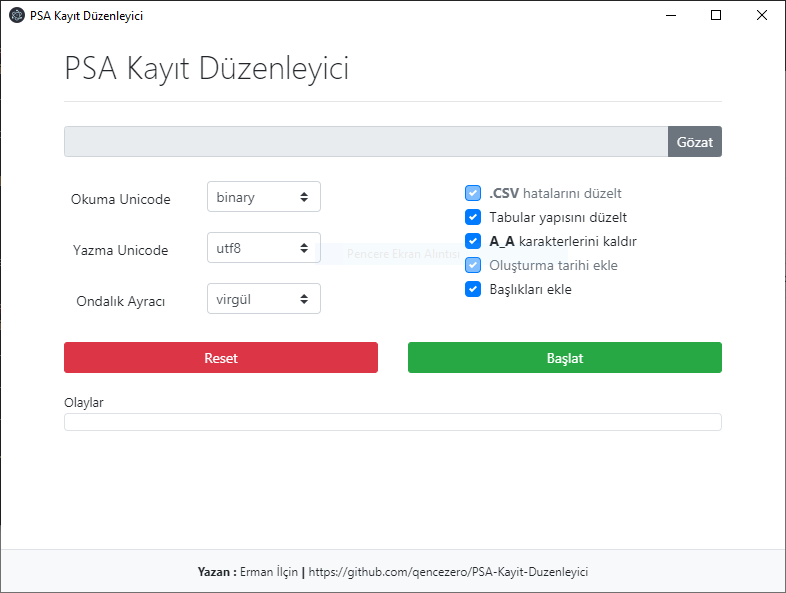 PSA Kayıt Düzenleyici
PSA Kayıt Düzenleyici
Gözat
Okuma Unicode
binary
.CSV hatalarını düzelt
Tabular yapısını düzelt
Yazma Unicode
utf8
Pencere Ekran Alıntısı
A_A karakterlerini kaldır
Oluşturma tarihi ekle
Ondalık Ayracı
virgül
Başlıkları ekle
Reset
Başlat
Olaylar
Yazan : Erman İlçin | https://github.com/qencezero/PSA-Kayit-Duzenleyici